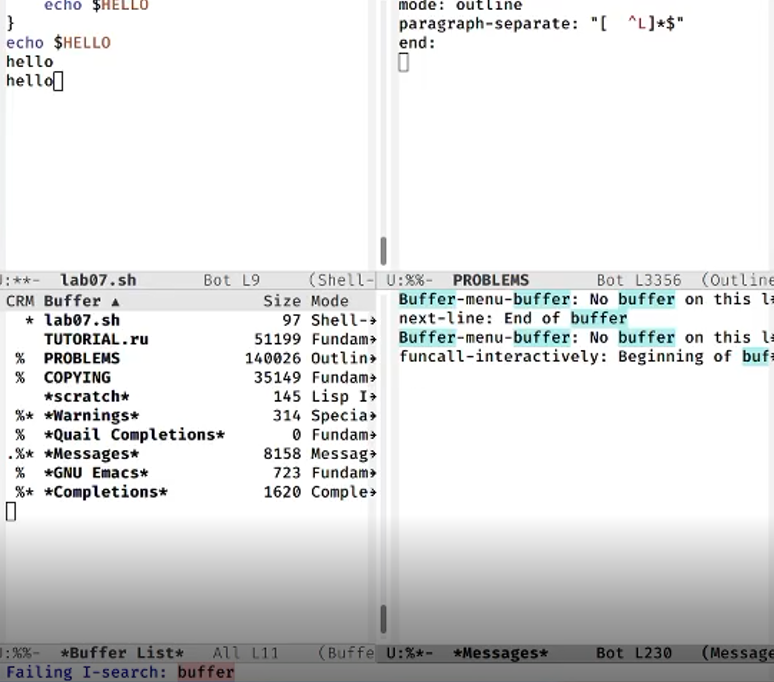 echo $HELLO
}
echo $HELLO
hello
hello
U:**-  lab07.sh       Bot L9     (Shell-
mode: outline
paragraph-separate: "[  ^L]*$"
end:
U:%%-  PROBLEMS       Bot L3356  (Outline
CRM Buffer ▲               Size Mode
  * lab07.sh                 97 Shell-→
    TUTORIAL.ru           51199 Fundam→
 %  PROBLEMS             140026 Outlin→
 %  COPYING               35149 Fundam→
    *scratch*               145 Lisp I→
 %* *Warnings*              314 Specia→
 %  *Quail Completions*       0 Fundam→
.%* *Messages*             8158 Messag→
 %  *GNU Emacs*             723 Fundam→
 %* *Completions*          1620 Comple→
U:%%-  *Buffer List*   All L11    (Buffe
Buffer-menu-buffer: No buffer on this l→
next-line: End of buffer
Buffer-menu-buffer: No buffer on this l→
funcall-interactively: Beginning of buf→
U:%*-  *Messages*     Bot L230   (Message
Failing I-search: buffer